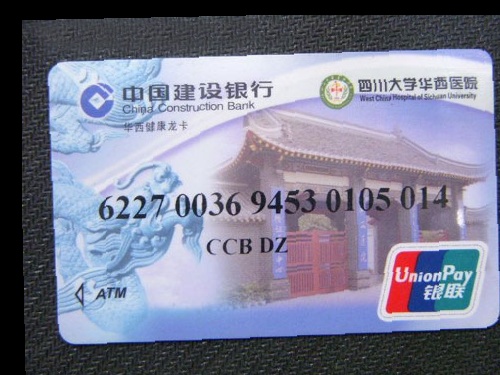 中国建设银行
China Construction Bank
华西健康龙卡
四川大学华西医院
West China Hospital of Sichuan University
6227 0036 9453 0105 014
CCB DZ
ATM
UnionPay
银联